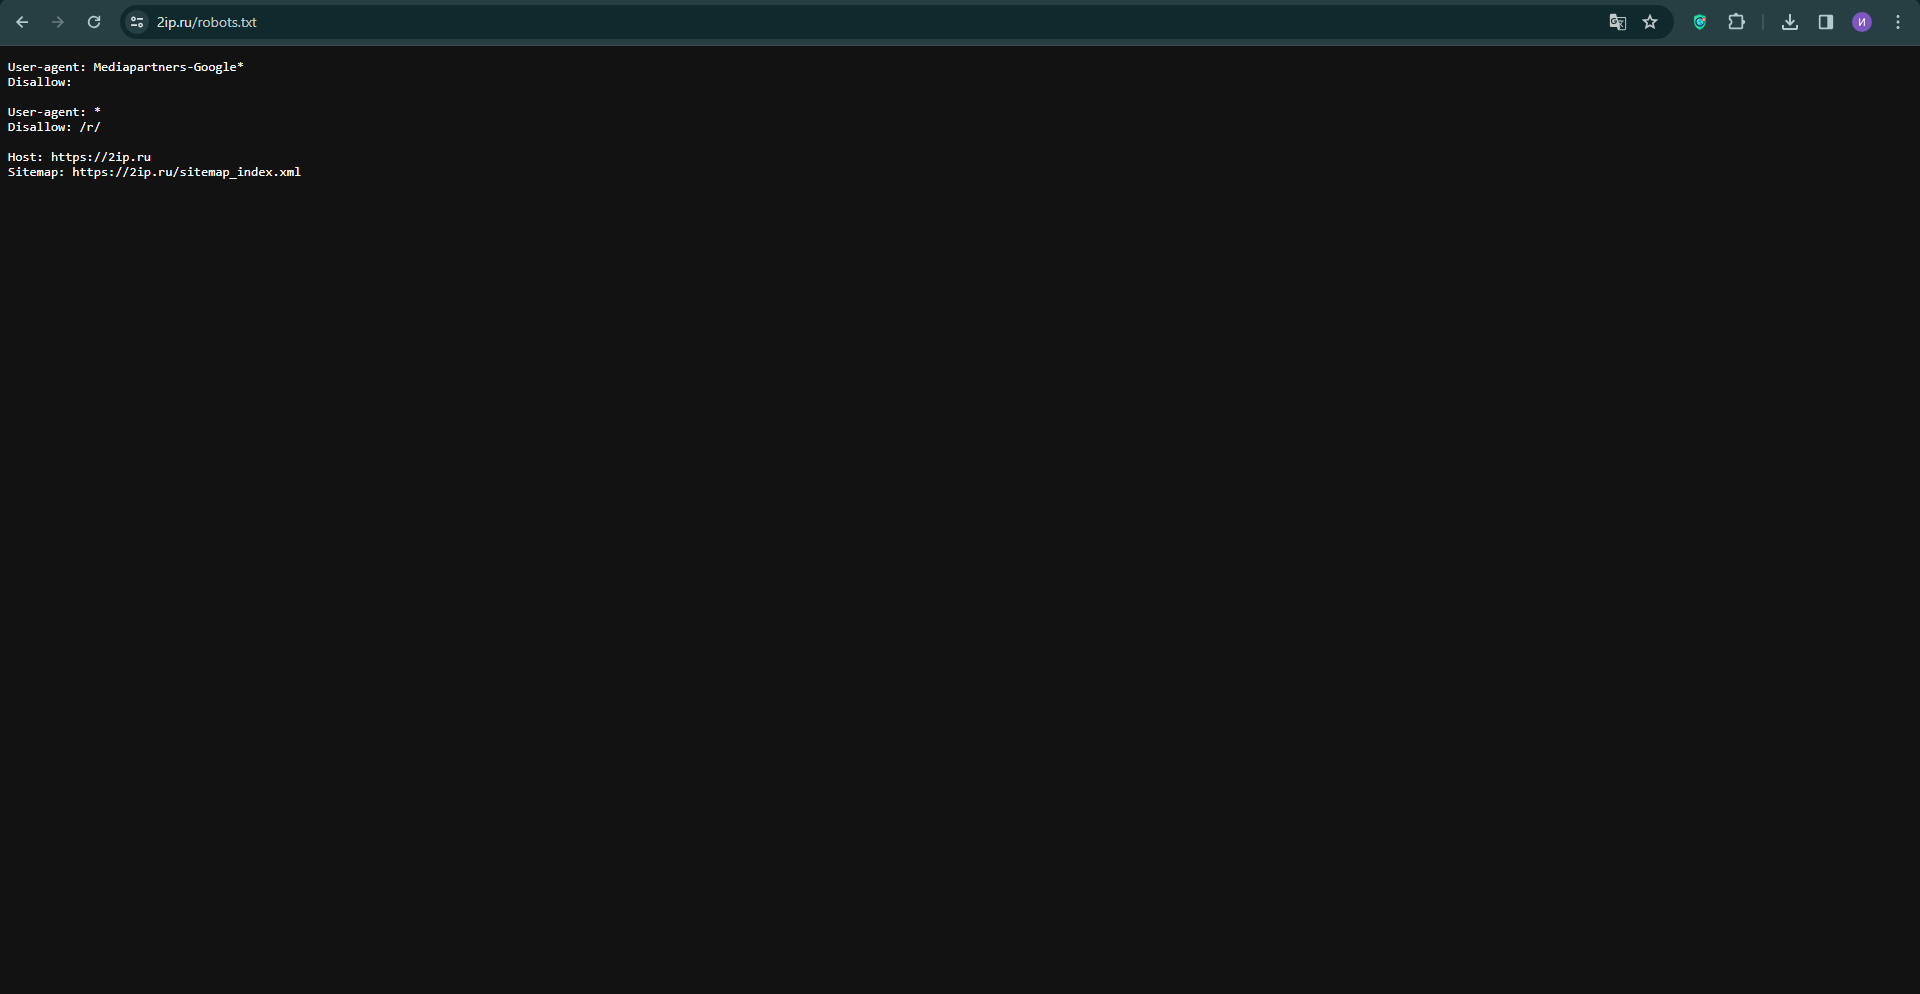 2ip.ru/robots.txt
И
User-agent: Mediapartners-Google*
Disallow:
User-agent: *
Disallow: /r/
Host: https://2ip.ru
Sitemap: https://2ip.ru/sitemap_index.xml